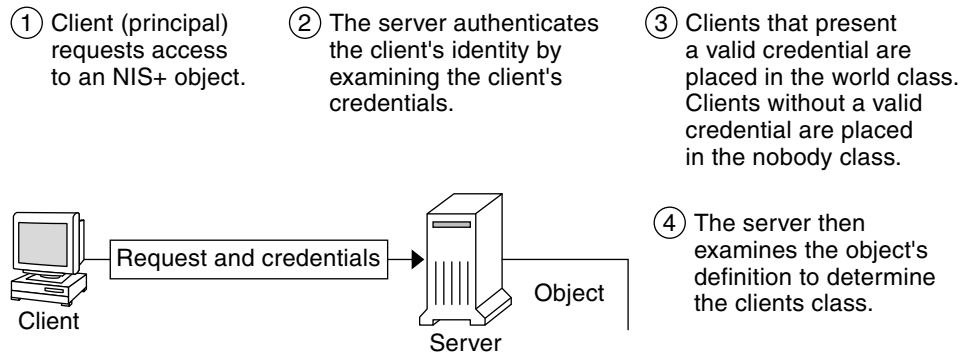 1 Client (principal)
requests access
to an NIS+ object.
2 The server authenticates
the client's identity by
examining the client's
credentials.
3 Clients that present
a valid credential are
placed in the world class.
Clients without a valid
credential are placed
in the nobody class.
4 The server then
examines the object's
definition to determine
the clients class.
Request and credentials
Object
Client
Server